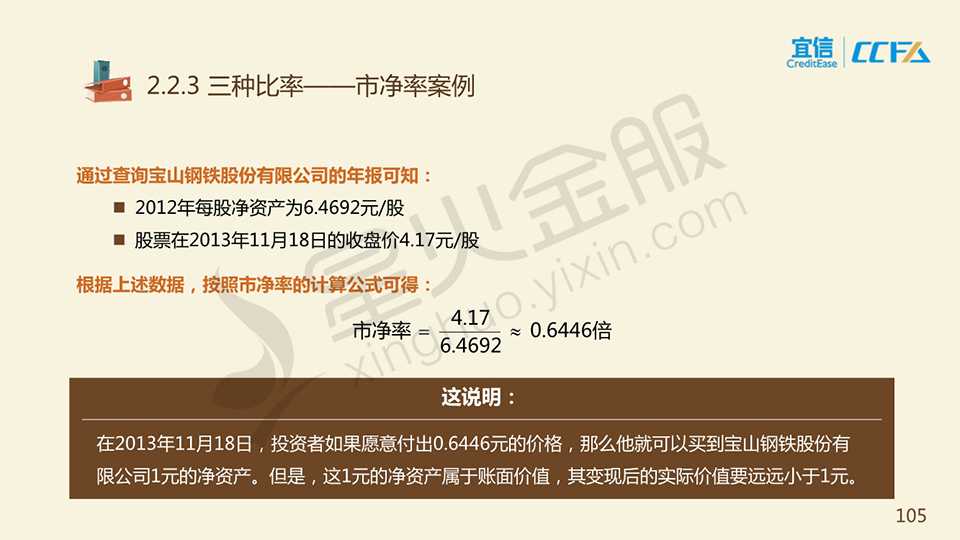 宜信
CreditEase
CCFA
2.2.3 三种比率——市净率案例
通过查询宝山钢铁股份有限公司的年报可知：
■ 2012年每股净资产为6.4692元/股
■ 股票在2013年11月18日的收盘价4.17元/股
根据上述数据，按照市净率的计算公式可得：
市净率 = 4.17/6.4692 ≈ 0.6446倍
这说明：
在2013年11月18日，投资者如果愿意付出0.6446元的价格，那么他就可以买到宝山钢铁股份有
限公司1元的净资产。但是，这1元的净资产属于账面价值，其变现后的实际价值要远远小于1元。
星火金服
xinghuo.yixin.com
105